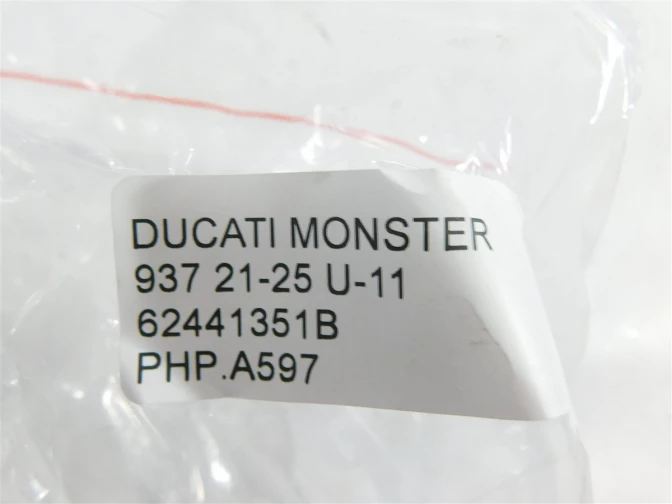 DUCATI MONSTER
937 21-25 U-11
62441351B
PHP.A597